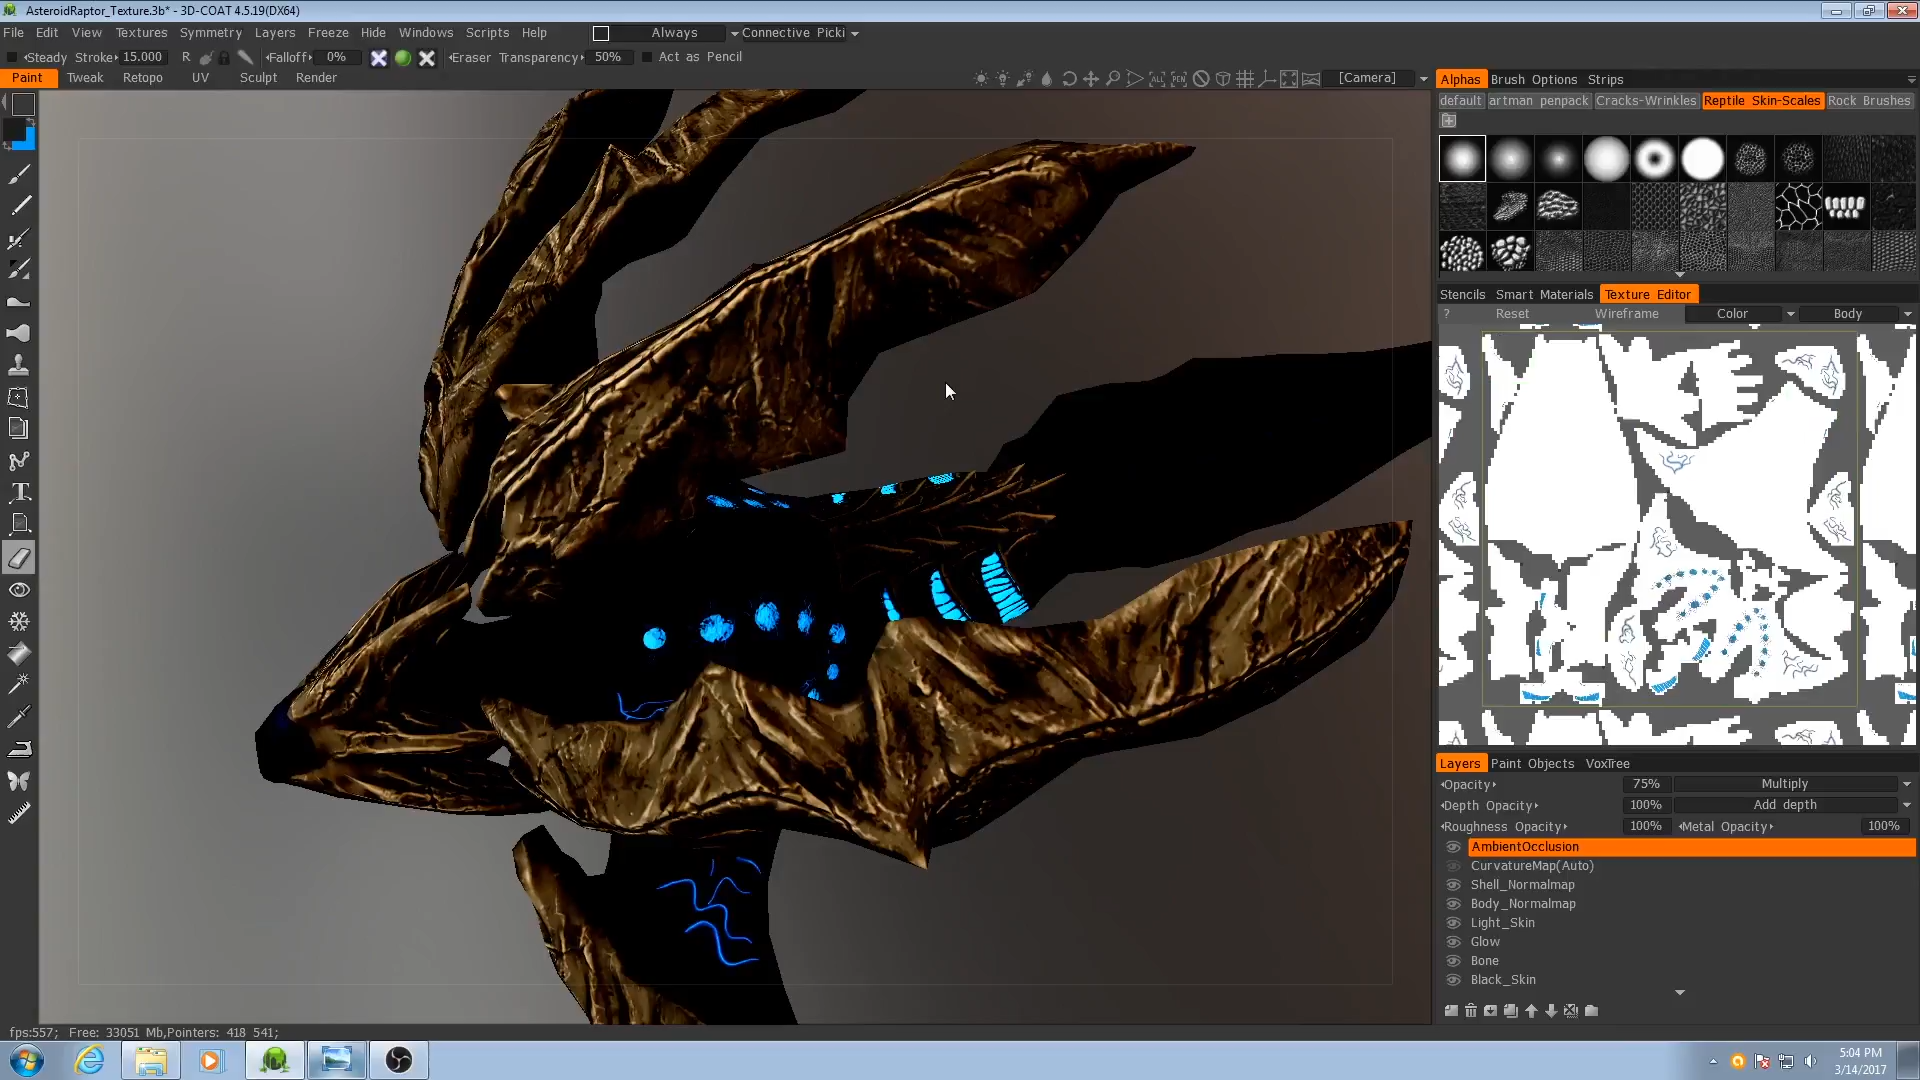 AsteroidRaptor_Texture.3b* - 3D-COAT 4.5.19(DX64)
File Edit View Textures Symmetry Layers Freeze Hide Windows Scripts Help Always Connective Picki
Steady Stroke 15.000 R Falloff 0% Eraser Transparency 50% Act as Pencil
Paint Tweak Retopo UV Sculpt Render [Camera]
Alphas Brush Options Strips
default artman penpack Cracks-Wrinkles Reptile Skin-Scales Rock Brushes
Stencils Smart Materials Texture Editor
? Reset Wireframe Color Body
Layers Paint Objects VoxTree
Opacity 75% Multiply
Depth Opacity 100% Add depth
Roughness Opacity 100% Metal Opacity 100%
AmbientOcclusion
CurvatureMap(Auto)
Shell_Normalmap
Body_Normalmap
Light_Skin
Glow
Bone
Black_Skin
fps:557; Free: 33051 Mb,Pointers: 418 541;
5:04 PM
3/14/2017